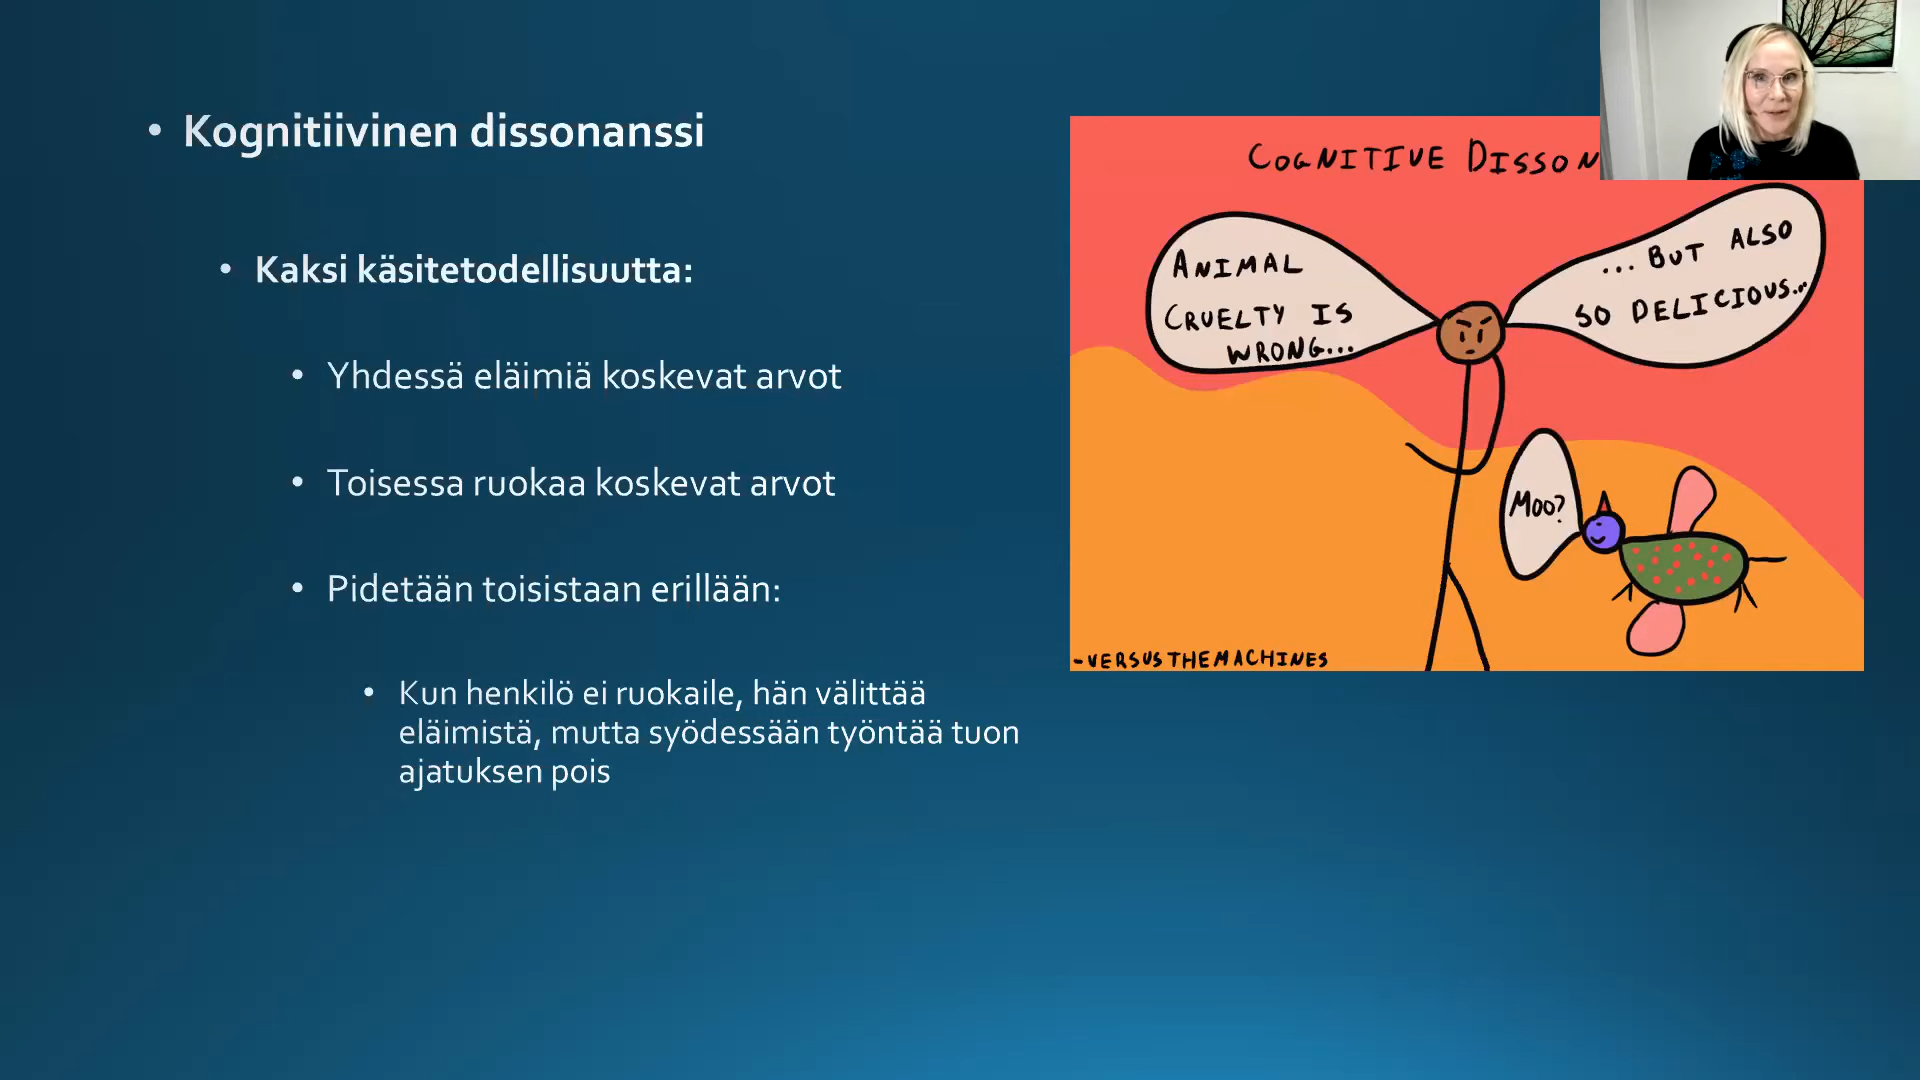 Kognitiivinen dissonanssi
Kaksi käsitetodellisuutta:
Yhdessä eläimiä koskevat arvot
Toisessa ruokaa koskevat arvot
Pidetään toisistaan erillään:
Kun henkilö ei ruokaile, hän välittää
eläimistä, mutta syödessään työntää tuon
ajatuksen pois
COGNITIVE
ANIMAL
CRUELTY IS
WRONG...
... BUT ALSO
SO DELICIOUS...
MOO?
-VERSUSTHEMACHINES